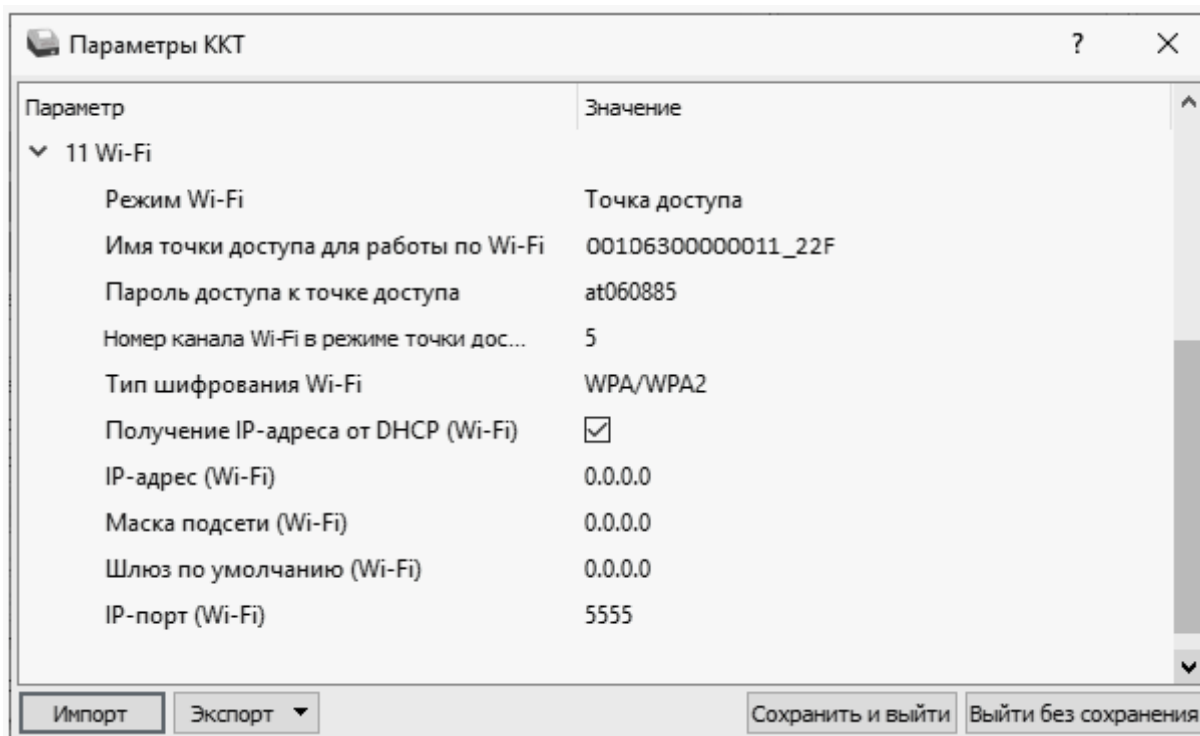 Параметры ККТ ?
Параметр Значение
11 Wi-Fi
Режим Wi-Fi Точка доступа
Имя точки доступа для работы по Wi-Fi 00106300000011_22F
Пароль доступа к точке доступа at060885
Номер канала Wi-Fi в режиме точки дос... 5
Тип шифрования Wi-Fi WPA/WPA2
Получение IP-адреса от DHCP (Wi-Fi)
IP-адрес (Wi-Fi) 0.0.0.0
Маска подсети (Wi-Fi) 0.0.0.0
Шлюз по умолчанию (Wi-Fi) 0.0.0.0
IP-порт (Wi-Fi) 5555
Импорт Экспорт Сохранить и выйти Выйти без сохранения